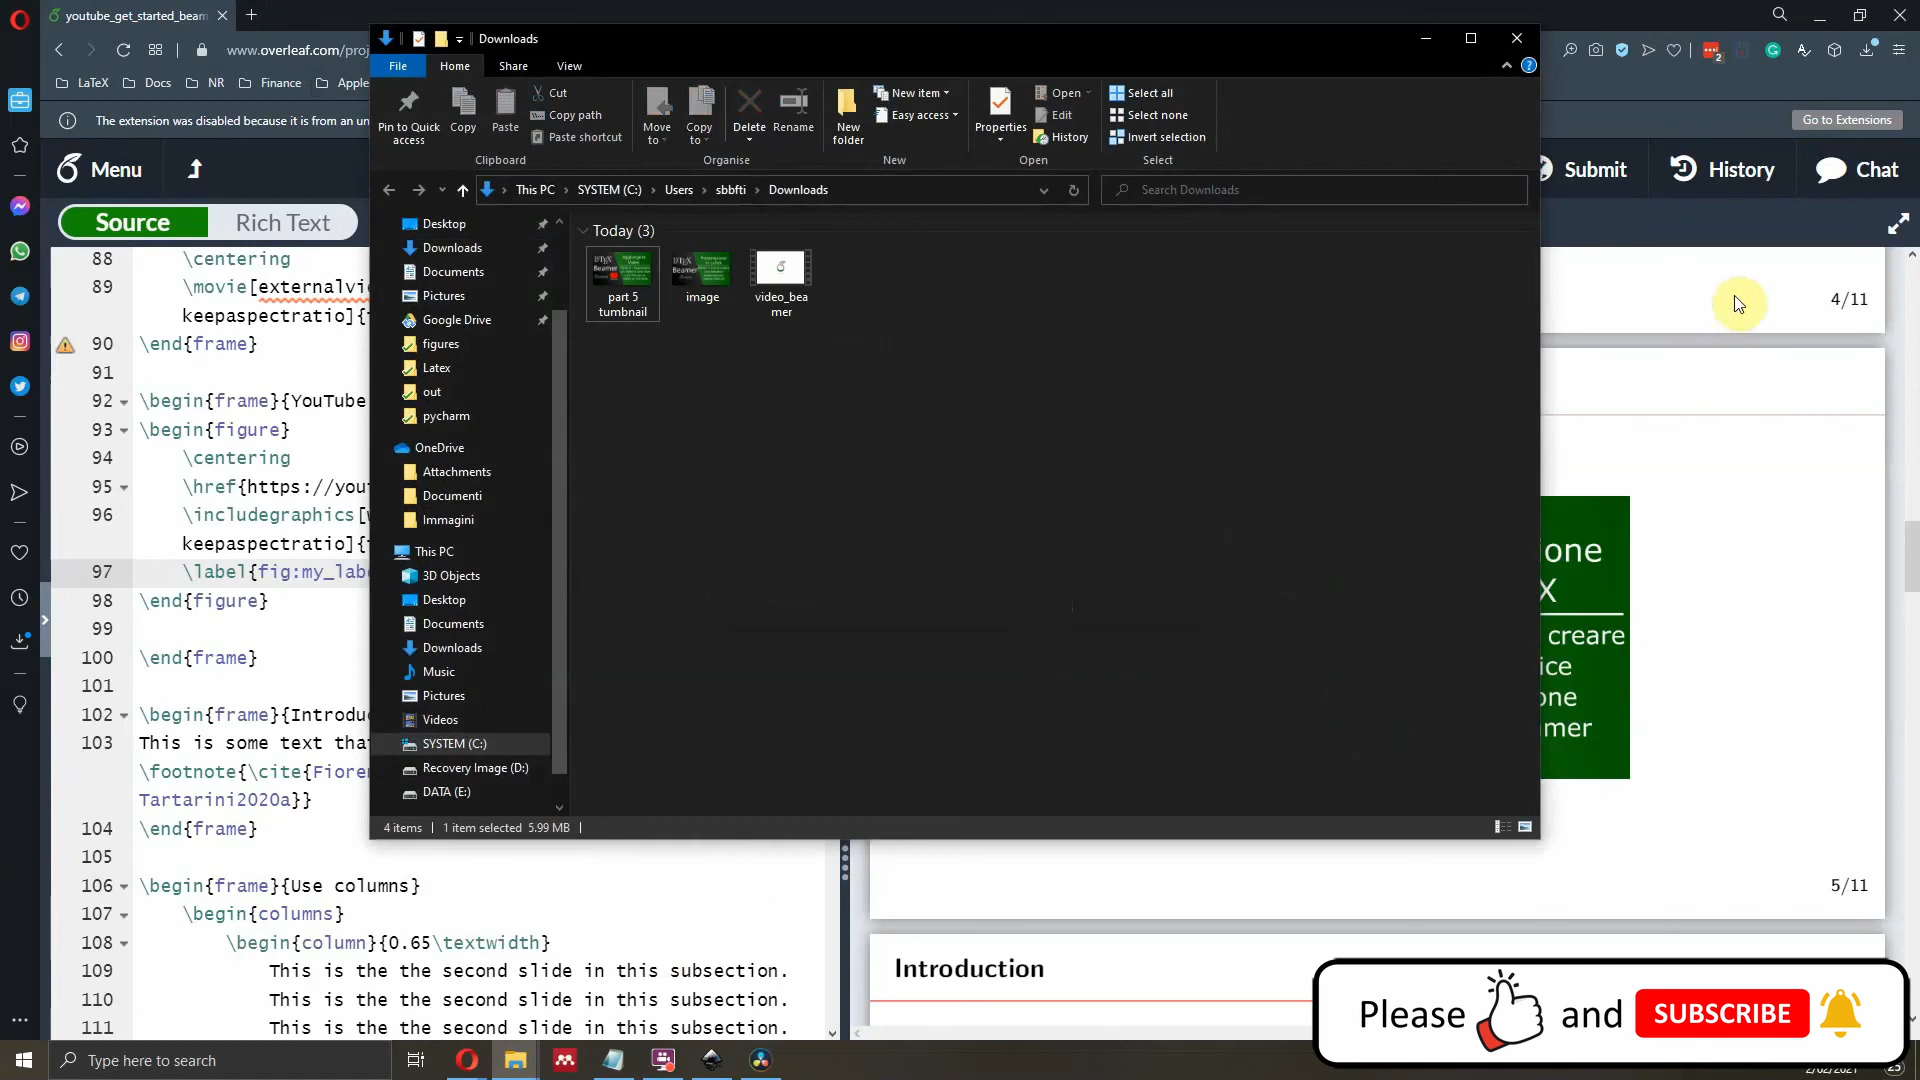 youtube_get_started_beam
www.overleaf.com/proj
LaTeX
Docs
NR
Finance
Apple
The extension was disabled because it is from an un
Go to Extensions
Menu
Submit
History
Chat
Source
Rich Text
Downloads
File
Home
Share
View
Pin to Quick
access
Copy
Paste
Cut
Copy path
Paste shortcut
Clipboard
Move
to
Copy
to
Delete
Rename
Organise
New
folder
New item
Easy access
New
Properties
Open
Edit
History
Open
Select all
Select none
Invert selection
Select
This PC > SYSTEM (C:) > Users > sbbfti > Downloads
Search Downloads
Desktop
Downloads
Documents
Pictures
Google Drive
figures
Latex
out
pycharm
OneDrive
Attachments
Documenti
Immagini
This PC
3D Objects
Desktop
Documents
Downloads
Music
Pictures
Videos
SYSTEM (C:)
Recovery Image (D:)
DATA (E:)
Today (3)
part 5
tumbnail
image
video_bea
mer
4 items
1 item selected 5.99 MB
88 \centering
89 \movie[externalvie
keepaspectratio]{
90 \end{frame}
91
92 \begin{frame}{YouTube
93 \begin{figure}
94 \centering
95 \href{https://you
96 \includegraphics[w
keepaspectratio]{
97 \label{fig:my_labe
98 \end{figure}
99
100 \end{frame}
101
102 \begin{frame}{Introduc
103 This is some text tha
\footnote{\cite{Fiore
Tartarini2020a}}
104 \end{frame}
105
106 \begin{frame}{Use columns}
107 \begin{columns}
108 \begin{column}{0.65\textwidth}
109 This is the the second slide in this subsection.
110 This is the the second slide in this subsection.
111 This is the the second slide in this subsection.
4/11
ione
X
creare
ice
one
mer
5/11
Introduction
Please and SUBSCRIBE
Type here to search
2/02/2021
25